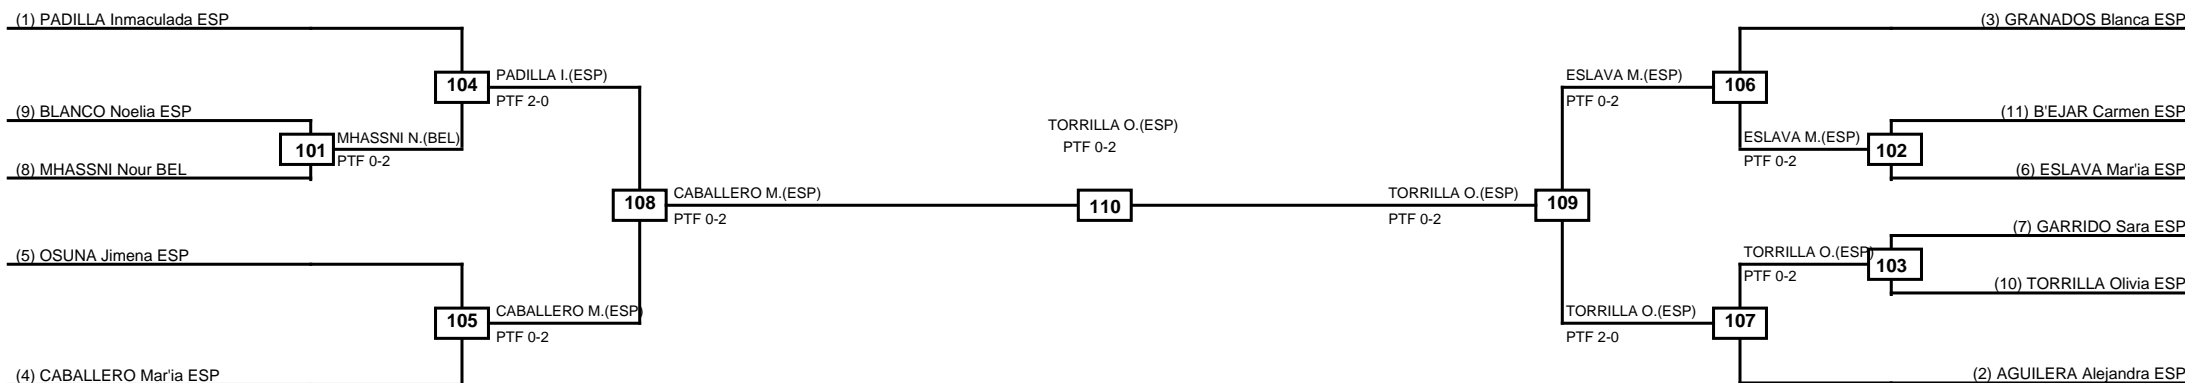 (1) PADILLA Inmaculada ESP
(3) GRANADOS Blanca ESP
104
PADILLA I.(ESP)
PTF 2-0
ESLAVA M.(ESP)
PTF 0-2
106
(9) BLANCO Noelia ESP
(11) B'EJAR Carmen ESP
101
MHASSNI N.(BEL)
PTF 0-2
TORRILLA O.(ESP)
PTF 0-2
ESLAVA M.(ESP)
PTF 0-2
102
(8) MHASSNI Nour BEL
(6) ESLAVA Mar'ia ESP
108
CABALLERO M.(ESP)
PTF 0-2
110
TORRILLA O.(ESP)
PTF 0-2
109
(7) GARRIDO Sara ESP
(5) OSUNA Jimena ESP
TORRILLA O.(ESP)
PTF 0-2
103
(10) TORRILLA Olivia ESP
105
CABALLERO M.(ESP)
PTF 0-2
TORRILLA O.(ESP)
PTF 2-0
107
(4) CABALLERO Mar'ia ESP
(2) AGUILERA Alejandra ESP